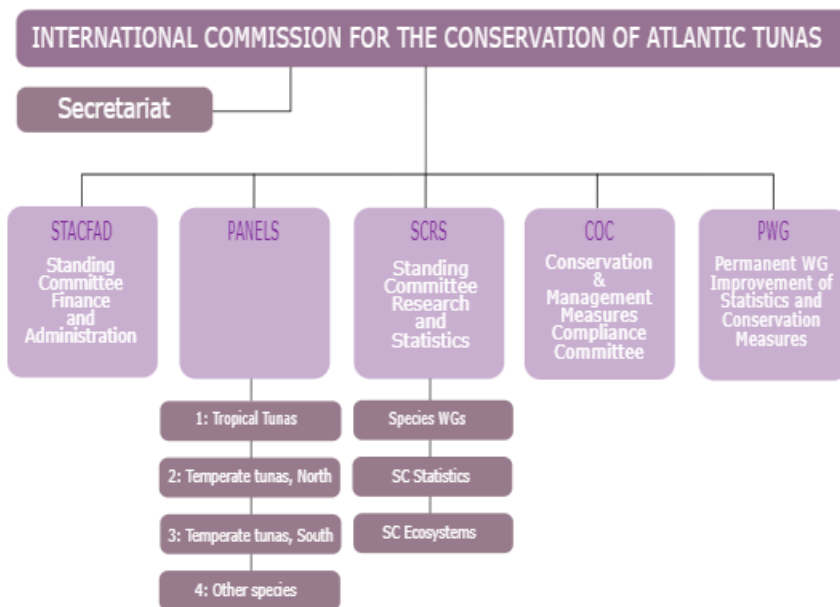 INTERNATIONAL COMMISSION FOR THE CONSERVATION OF ATLANTIC TUNAS
Secretariat
STACFAD
Standing
Committee
Finance
and
Administration
PANELS
SCRS
Standing
Committee
Research
and
Statistics
COC
Conservation
&
Management
Measures
Compliance
Committee
PWG
Permanent WG
Improvement of
Statistics and
Conservation
Measures
1: Tropical Tunas
2: Temperate tunas, North
3: Temperate tunas, South
4: Other species
Species WGs
SC Statistics
SC Ecosystems